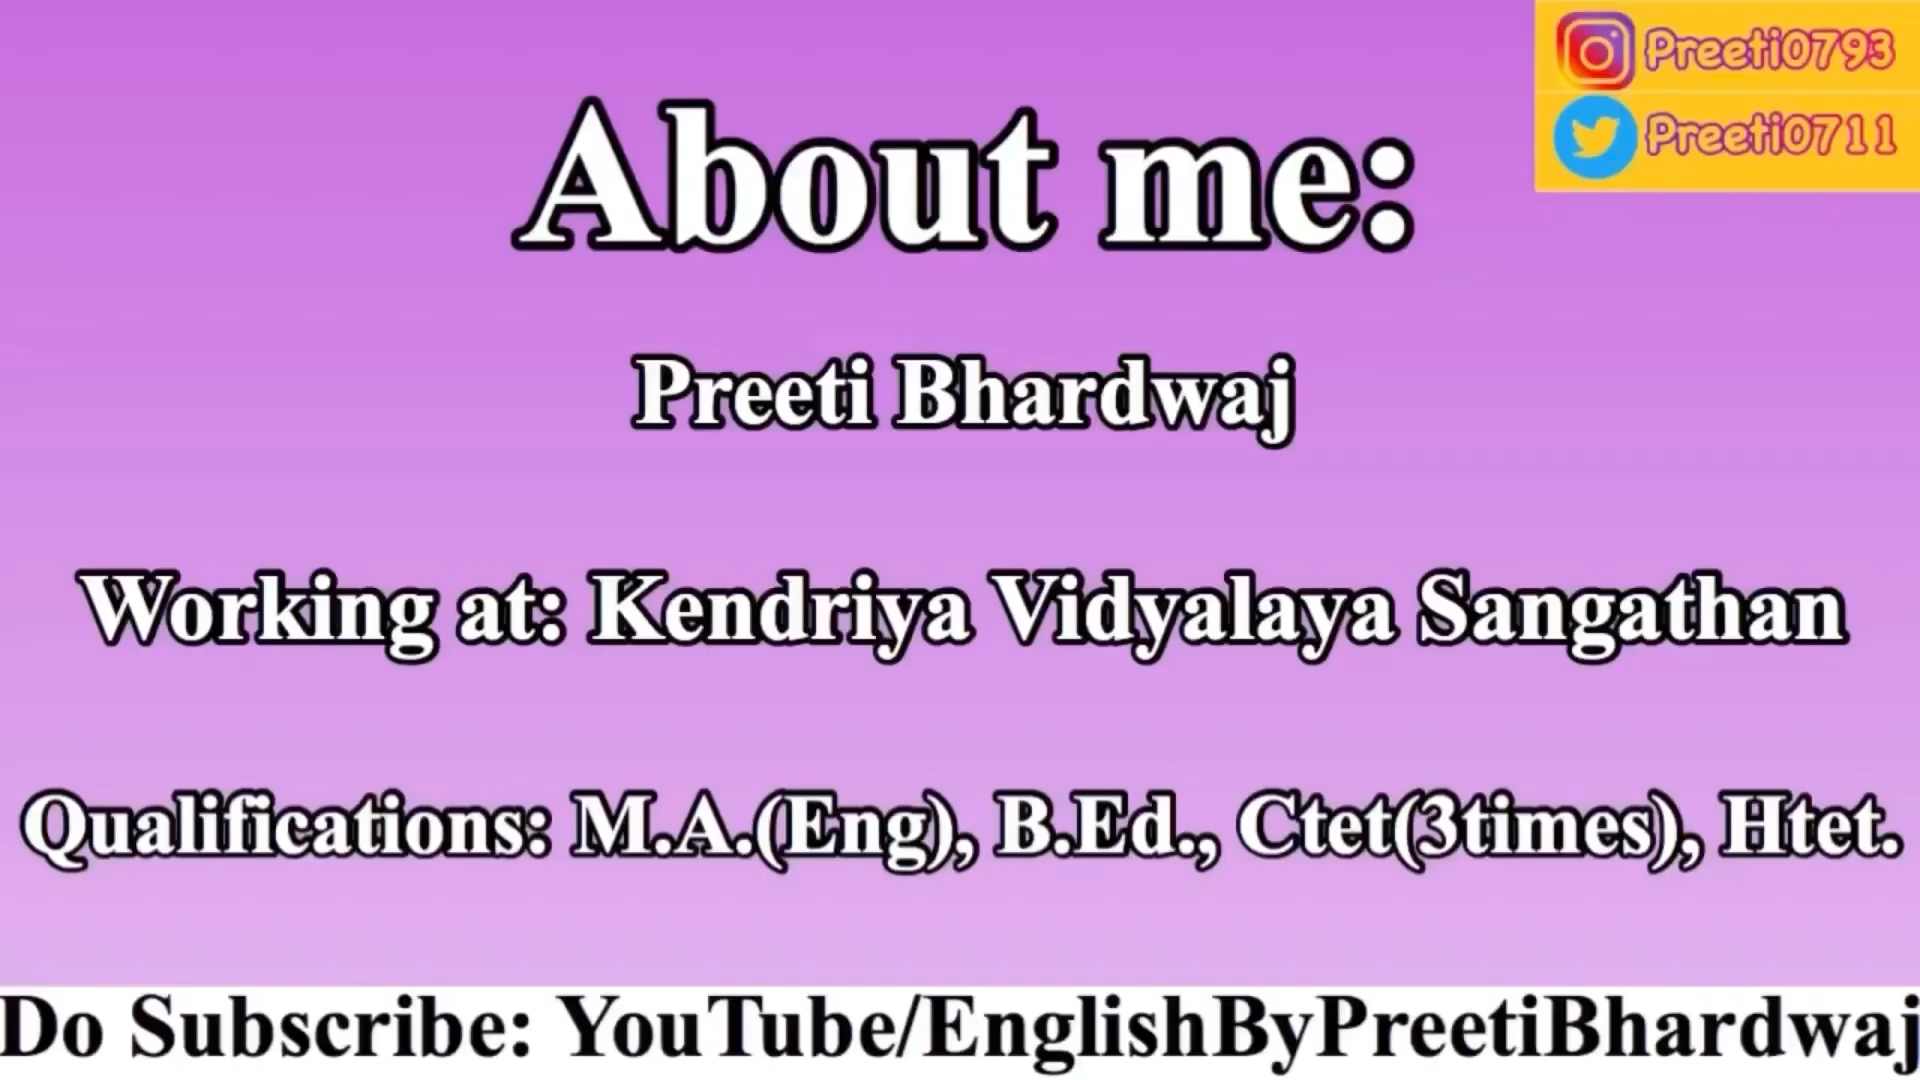 Preeti0793
Preeti0711
About me:
Preeti Bhardwaj
Working at: Kendriya Vidyalaya Sangathan
Qualifications: M.A.(Eng), B.Ed., Ctet(3times), Htet.
Do Subscribe: YouTube/EnglishByPreetiBhardwaj